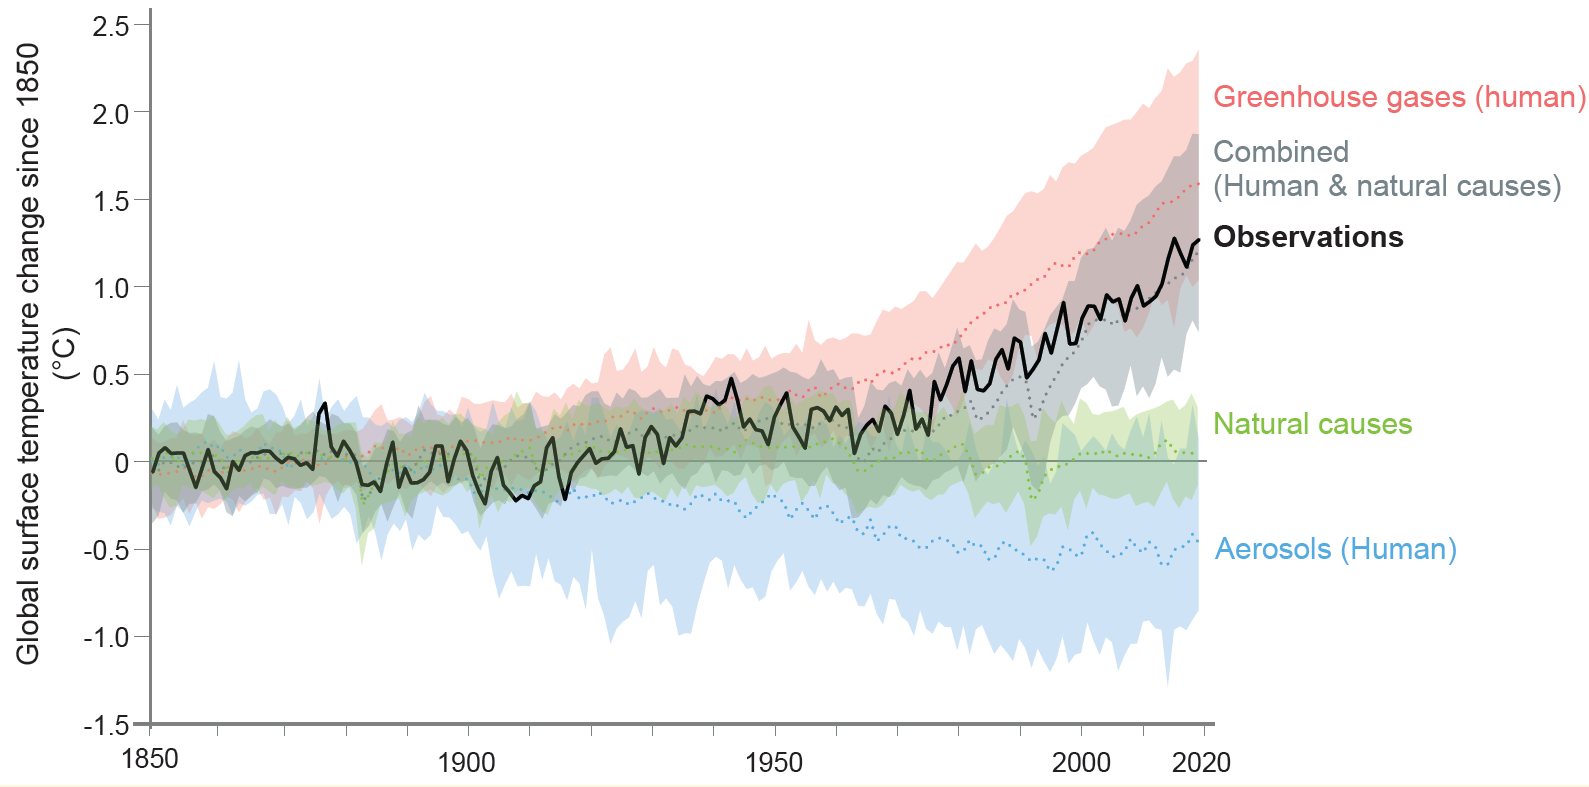 Global surface temperature change since 1850
(°C)
2.5
2.0
1.5
1.0
0.5
0
-0.5
-1.0
-1.5
1850
1900
1950
2000
2020
Greenhouse gases (human)
Combined
(Human & natural causes)
Observations
Natural causes
Aerosols (Human)